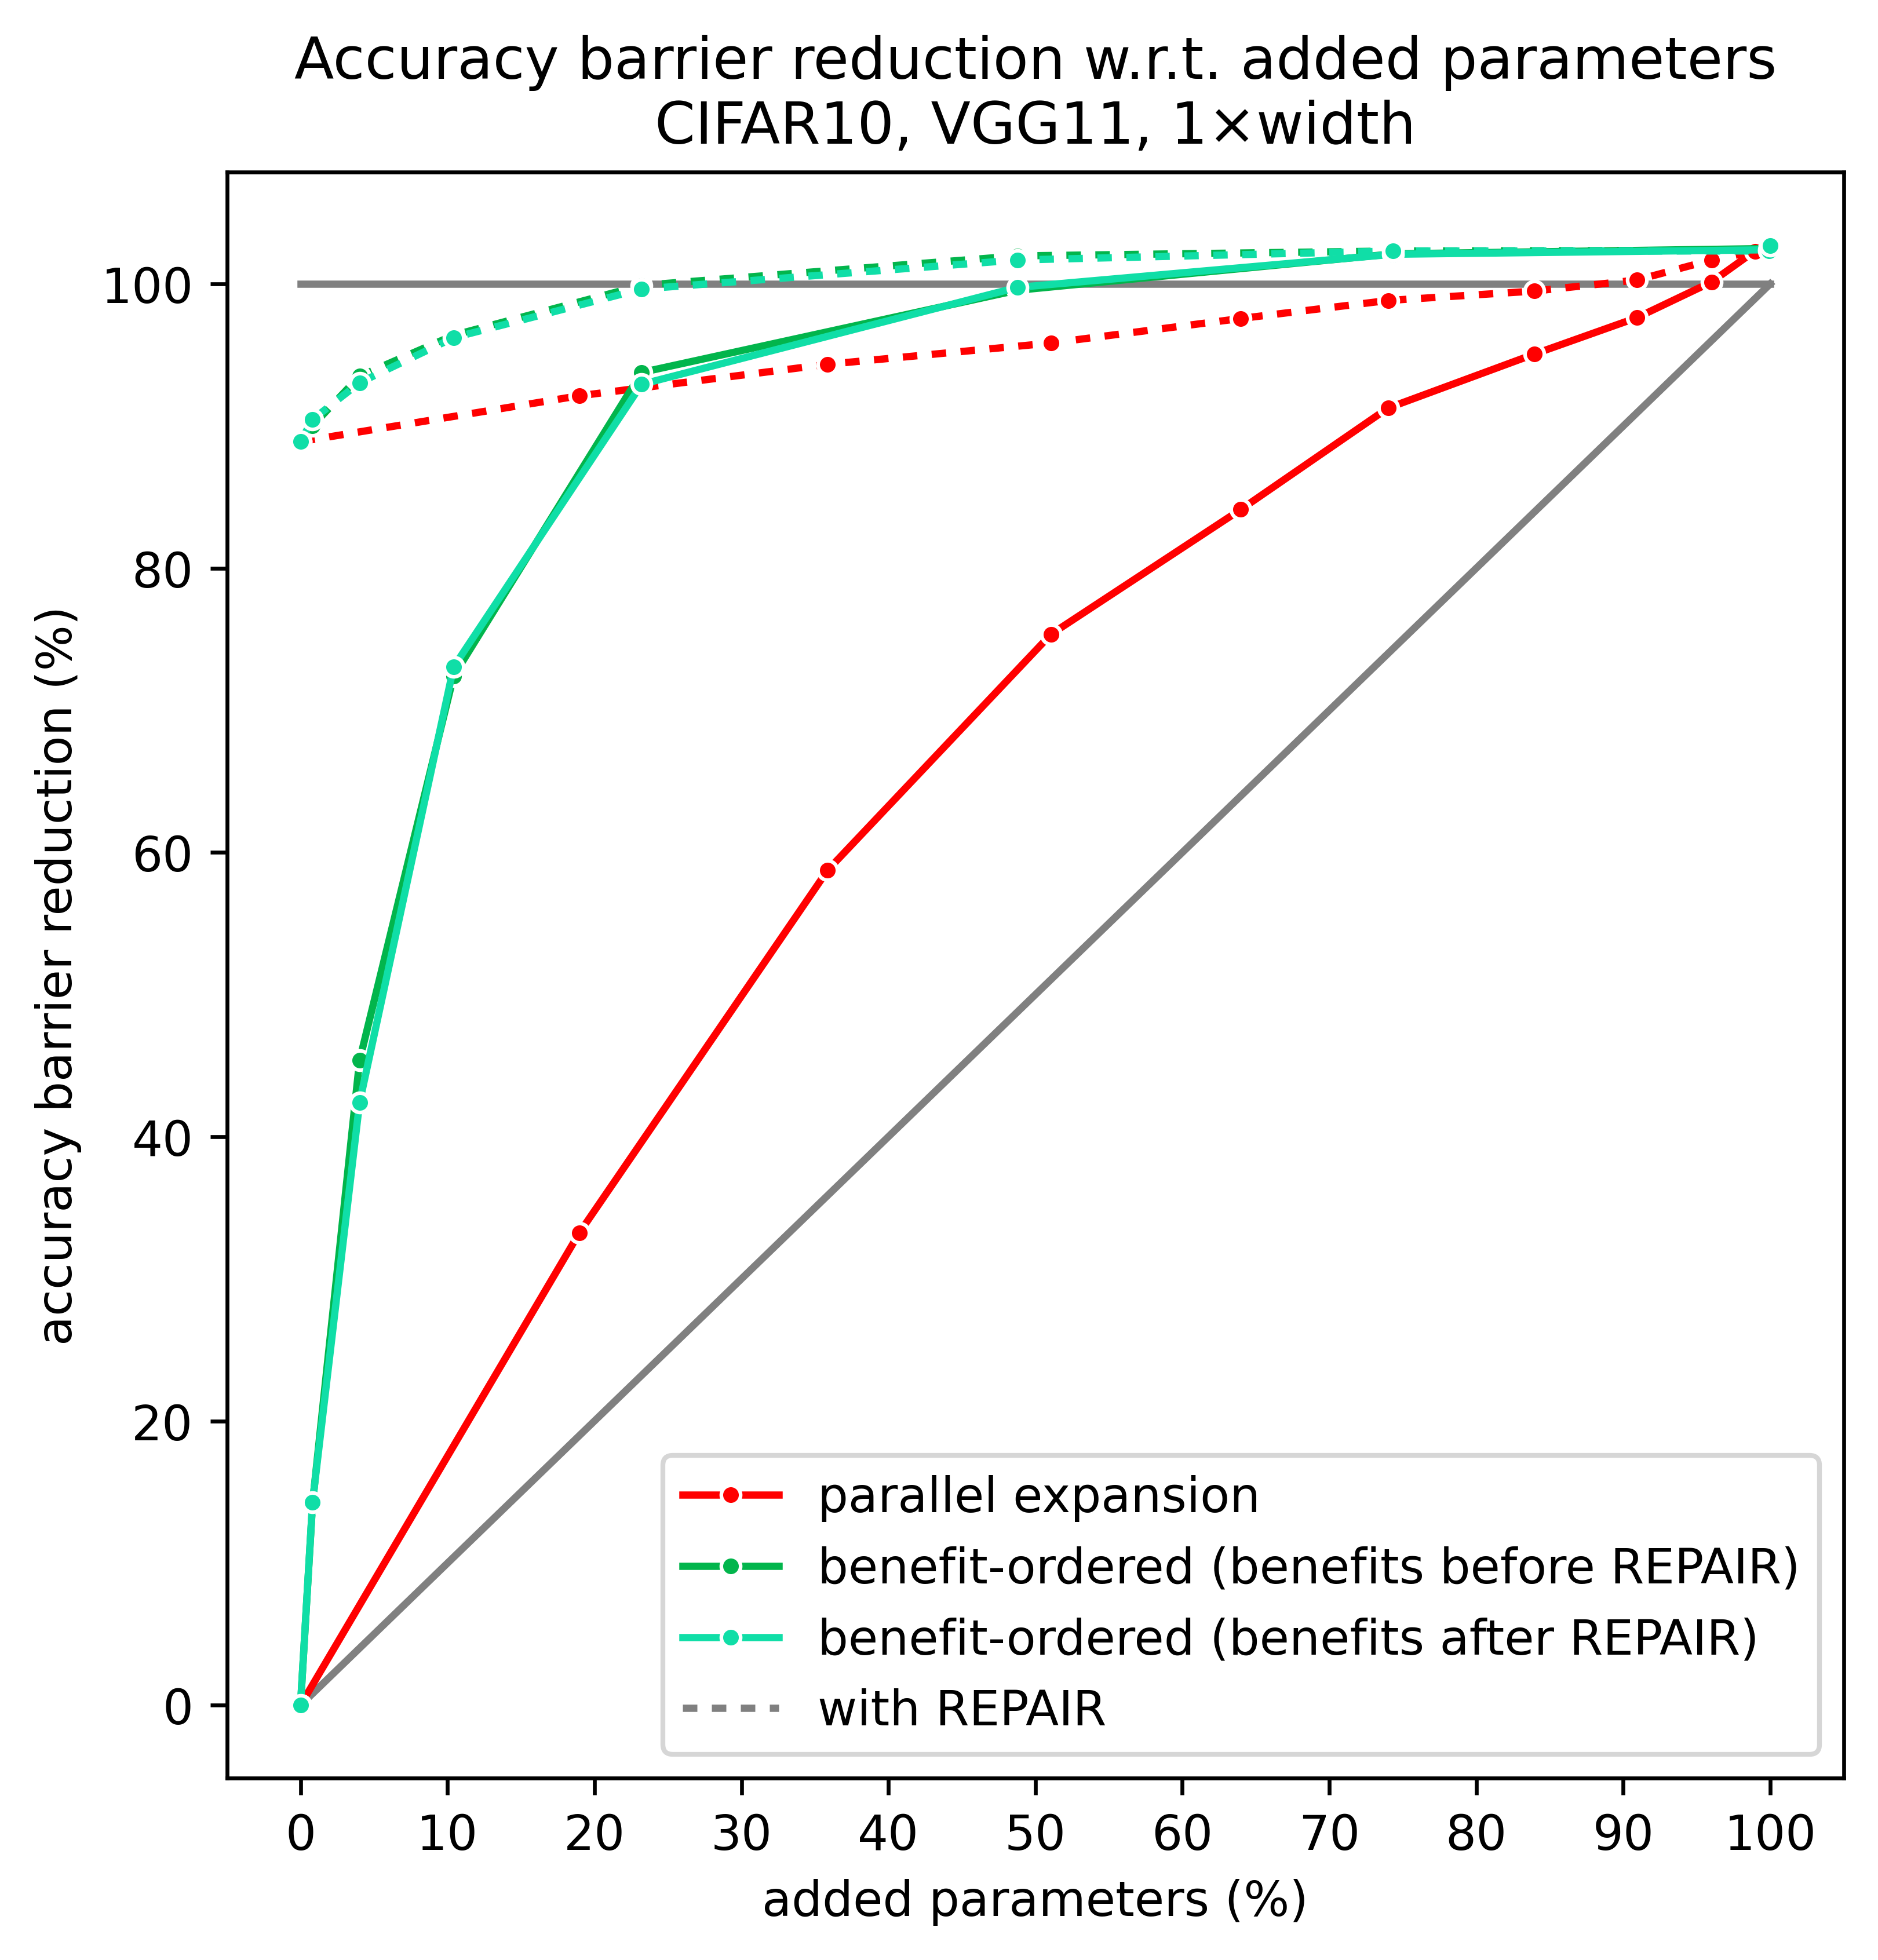 Accuracy barrier reduction w.r.t. added parameters
CIFAR10, VGG11, 1×width
accuracy barrier reduction (%)
100
80
60
40
20
0
parallel expansion
benefit-ordered (benefits before REPAIR)
benefit-ordered (benefits after REPAIR)
with REPAIR
0 10 20 30 40 50 60 70 80 90 100
added parameters (%)